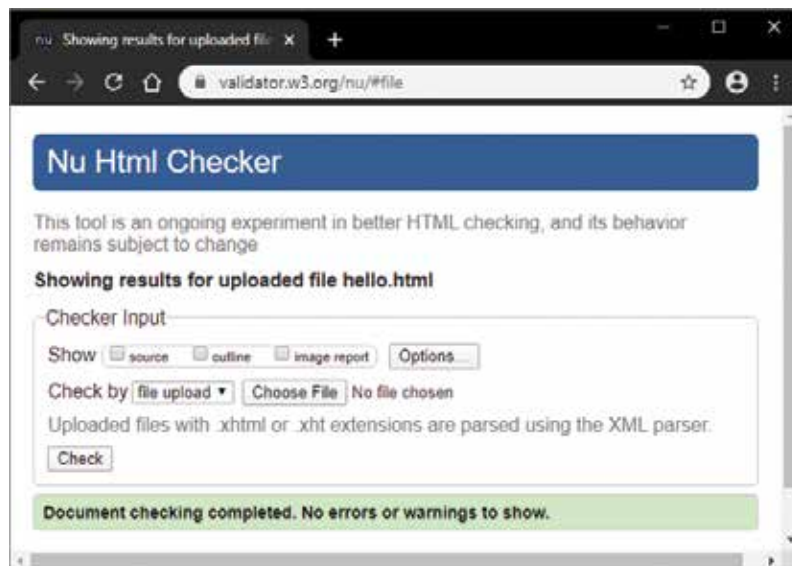 nu Showing results for uploaded fil
validator.w3.org/nu/#file
Nu Html Checker
This tool is an ongoing experiment in better HTML checking, and its behavior
remains subject to change
Showing results for uploaded file hello.html
Checker Input
Show source outline image report Options...
Check by file upload Choose File No file chosen
Uploaded files with .xhtml or .xht extensions are parsed using the XML parser.
Check
Document checking completed. No errors or warnings to show.